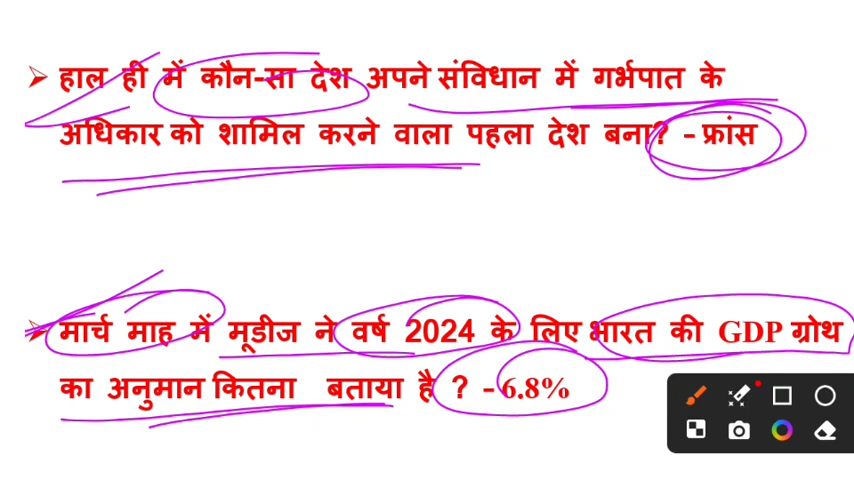 हाल ही में कौन-सा देश अपने संविधान में गर्भपात के
अधिकार को शामिल करने वाला पहला देश बना? - फ्रांस
मार्च माह में मूडीज ने वर्ष 2024 के लिए भारत की GDP ग्रोथ
का अनुमान कितना बताया है ? - 6.8%